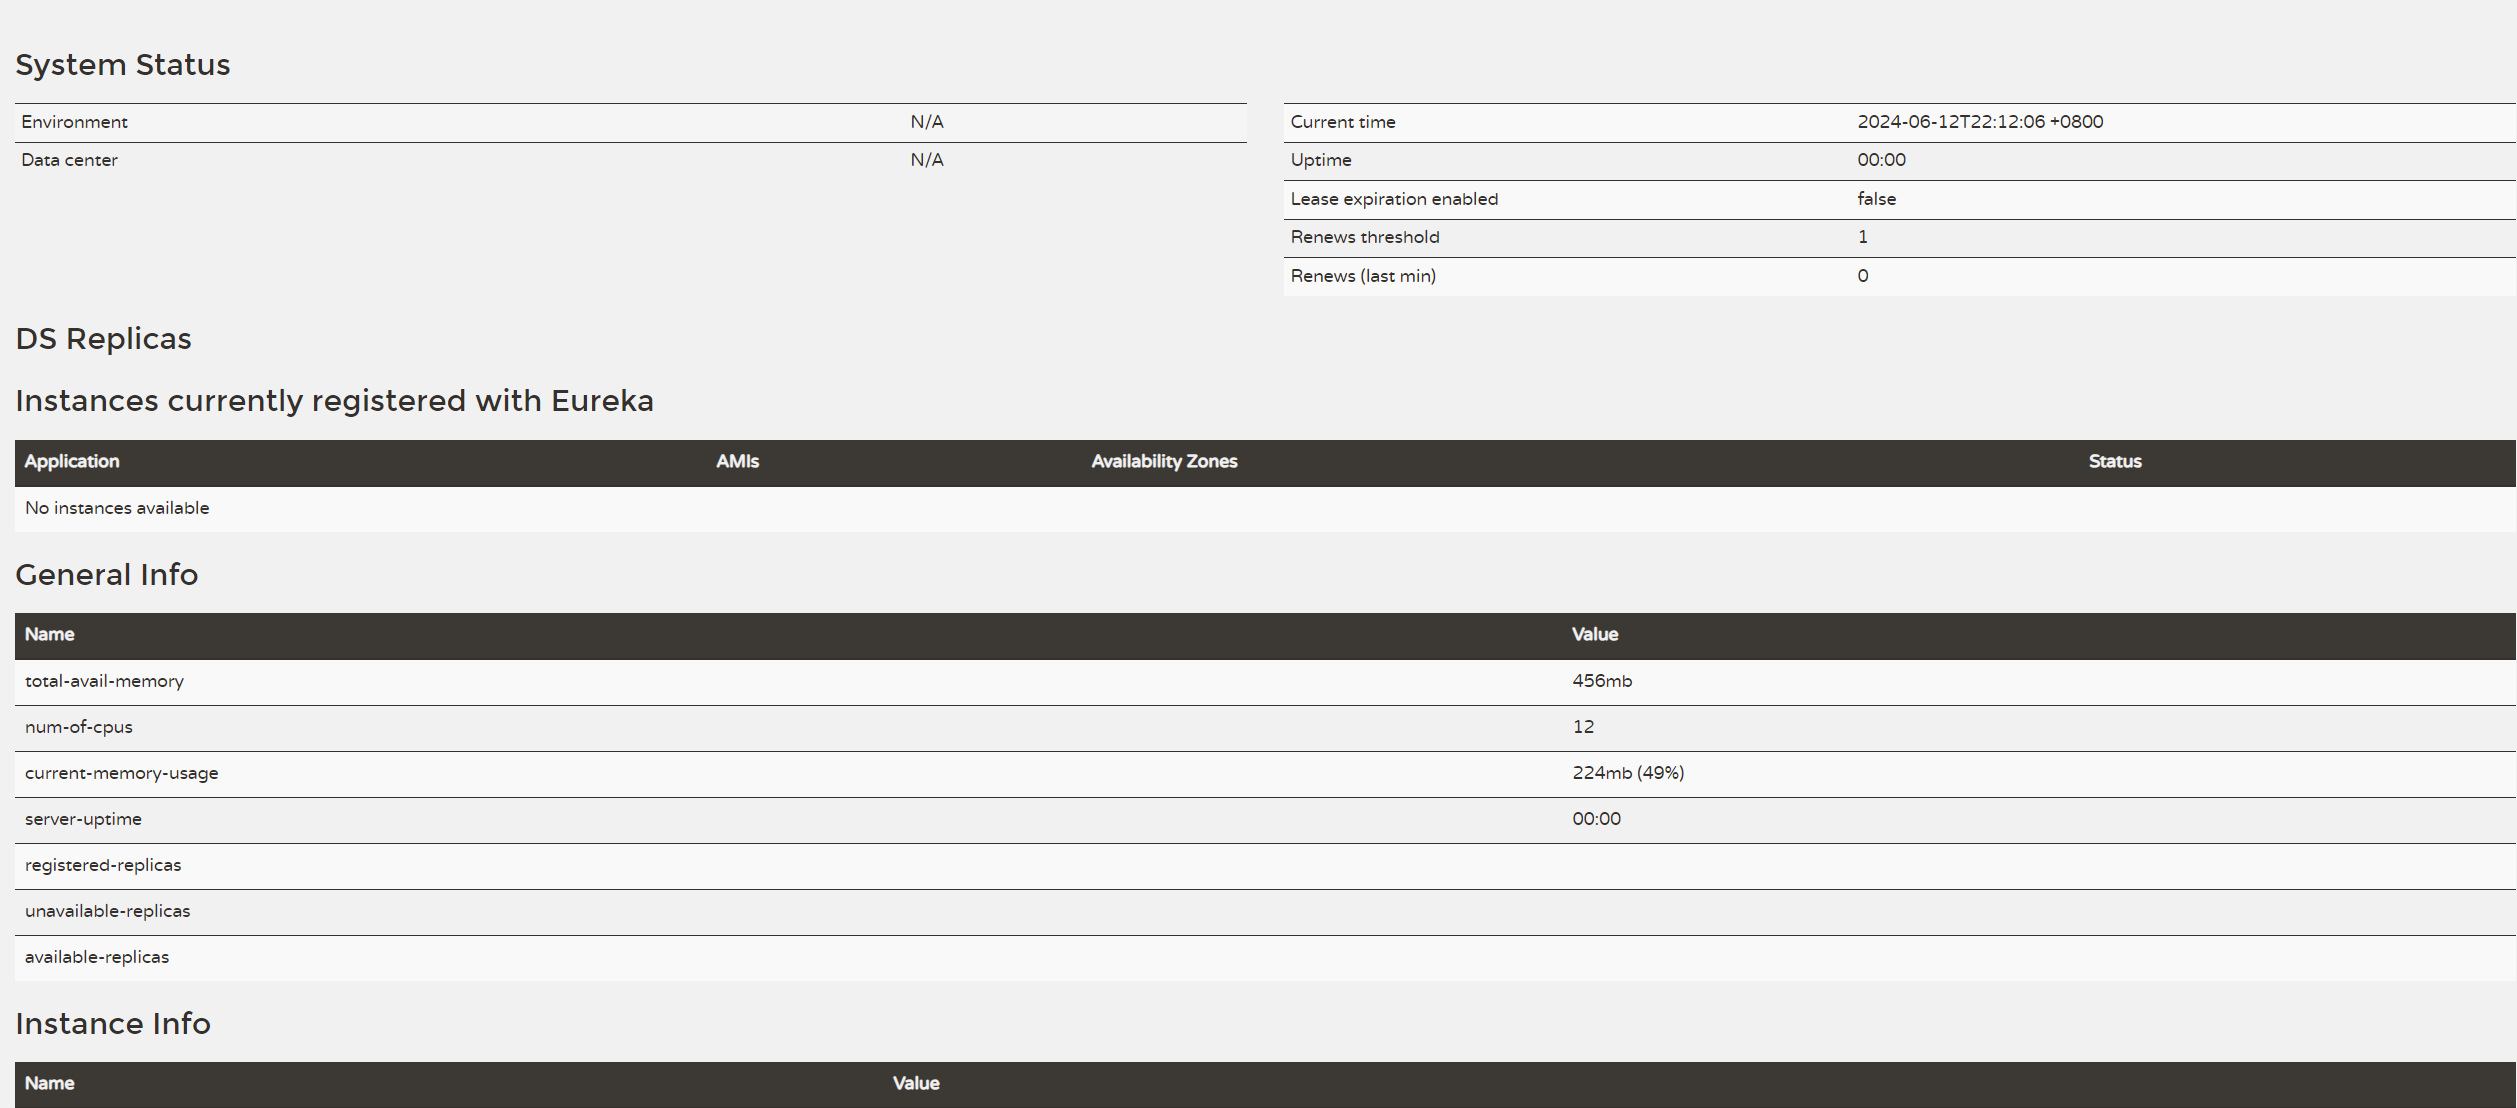 System Status
Environment N/A
Data center N/A
Current time 2024-06-12T22:12:06 +0800
Uptime 00:00
Lease expiration enabled false
Renews threshold 1
Renews (last min) 0
DS Replicas
Instances currently registered with Eureka
Application AMIs Availability Zones Status
No instances available
General Info
Name Value
total-avail-memory 456mb
num-of-cpus 12
current-memory-usage 224mb (49%)
server-uptime 00:00
registered-replicas
unavailable-replicas
available-replicas
Instance Info
Name Value